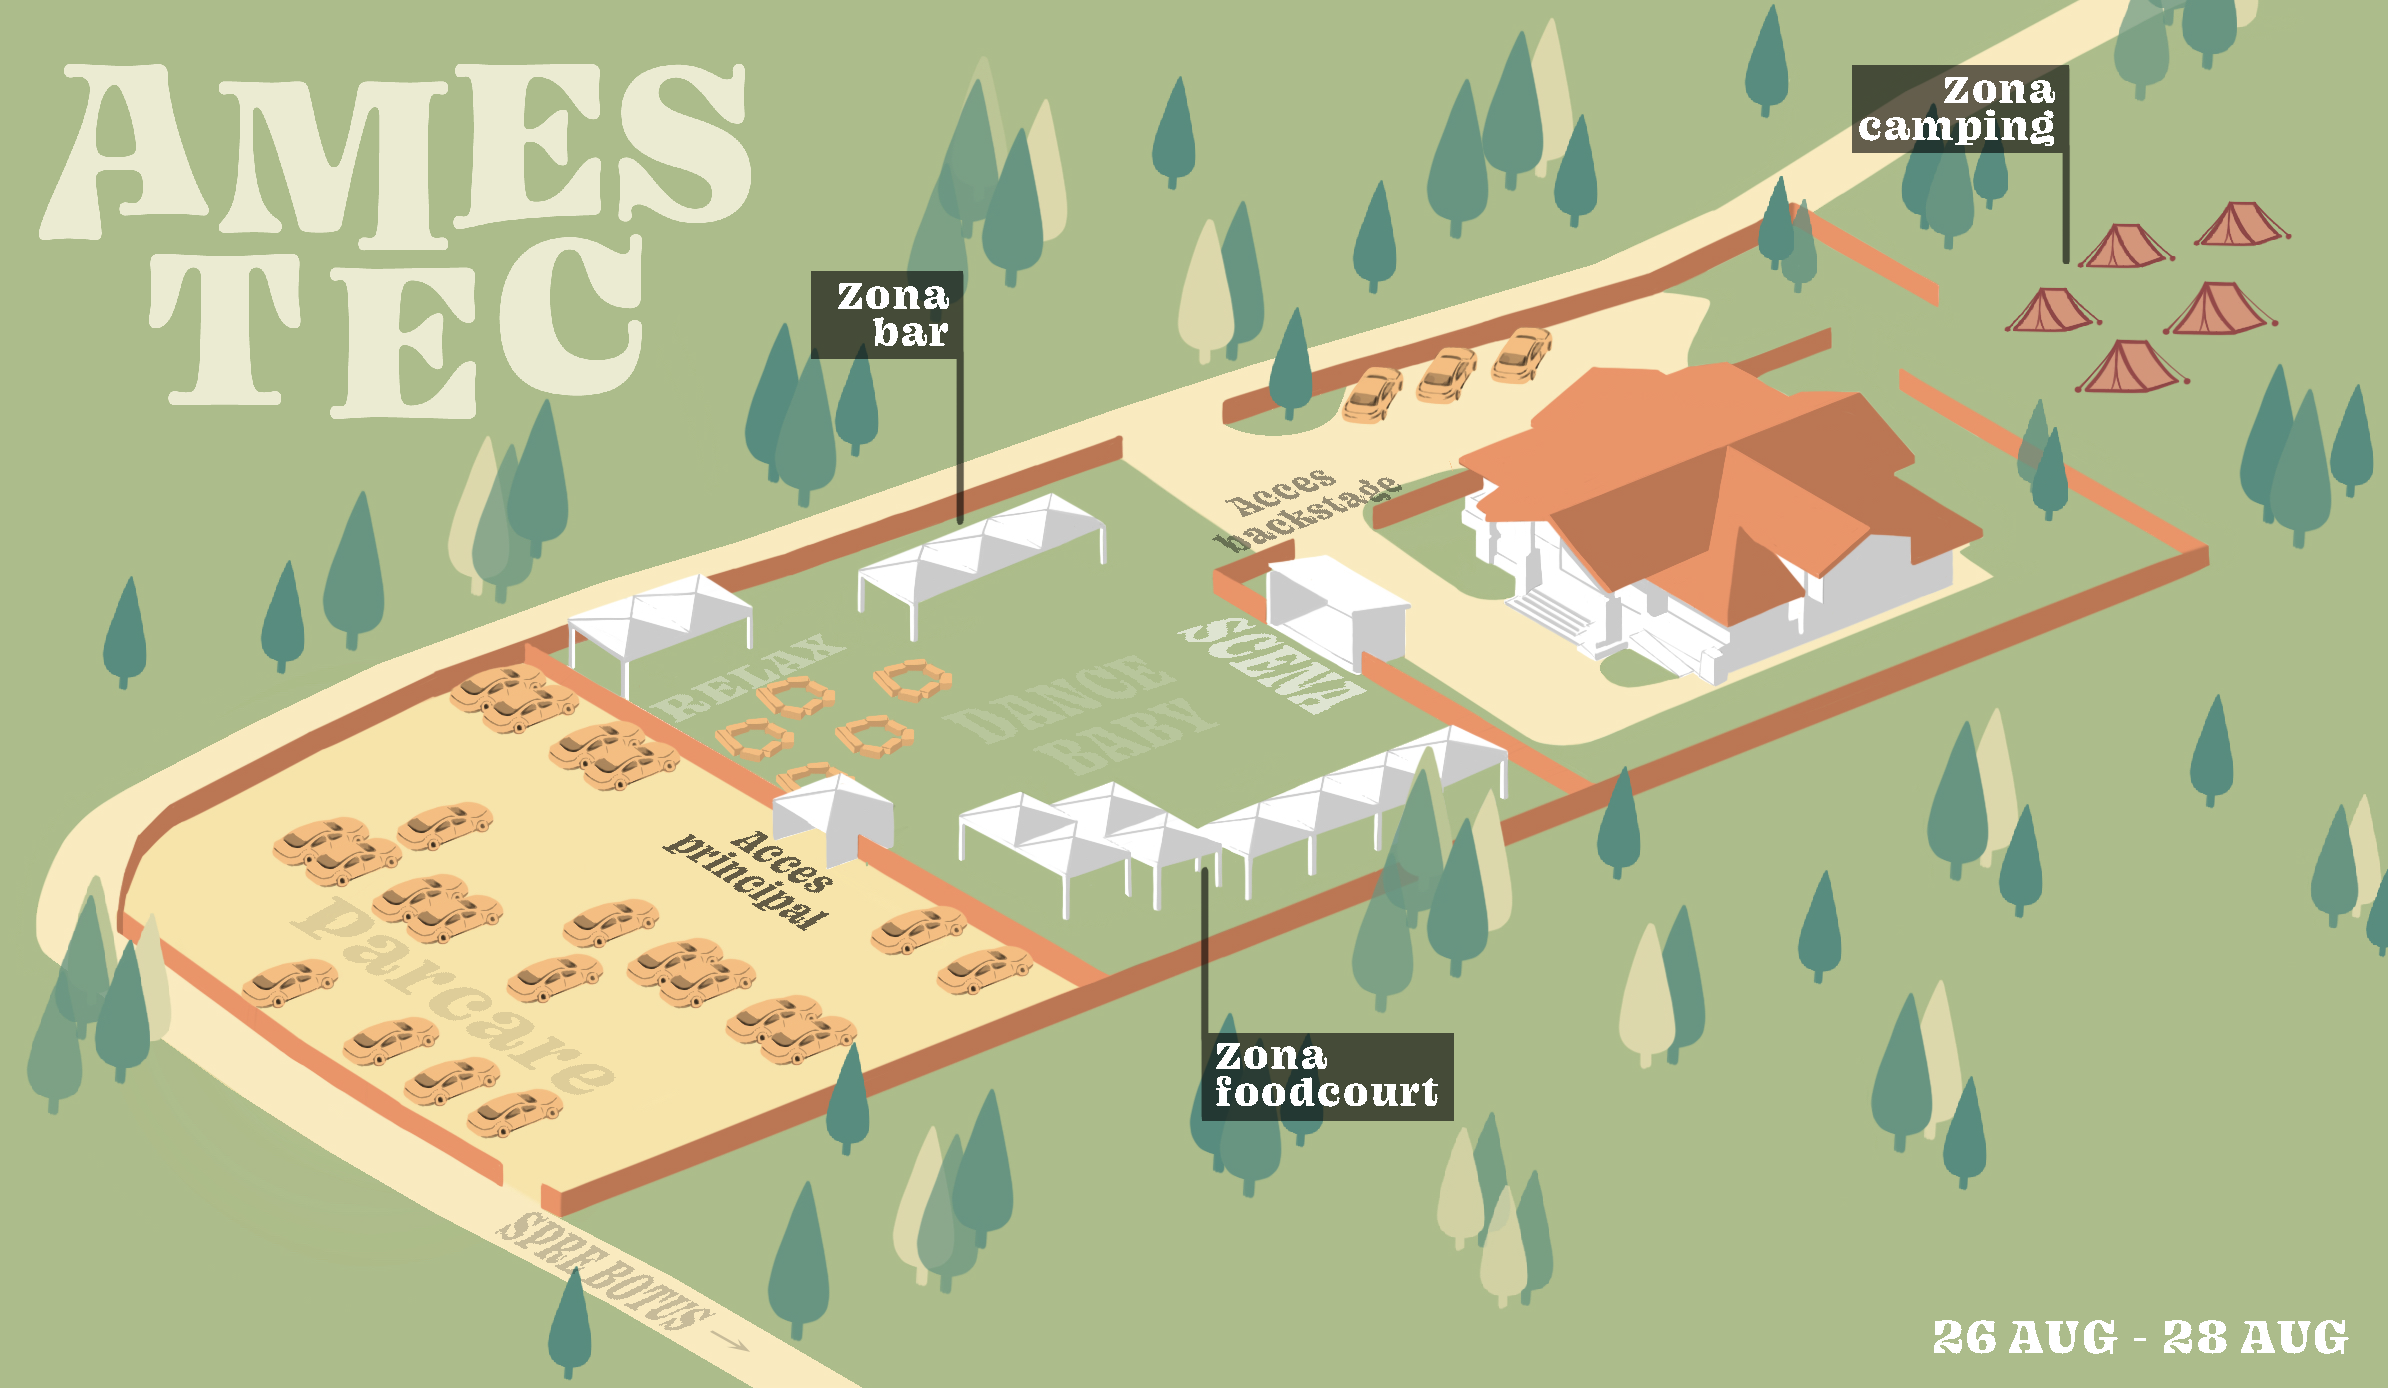 AMES
TEC
Zona
camping
Zona
bar
Acces
backstage
SCENA
RELAX
DANCE
BABY
Acces
principal
parcare
Zona
foodcourt
SPRE BOTUS →
26 AUG - 28 AUG